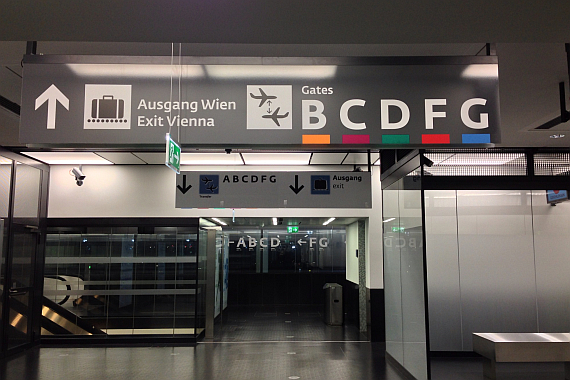 Ausgang Wien
Exit Vienna
Gates
B C D F G
A B C D F G
Ausgang
exit
ABCD
←FG